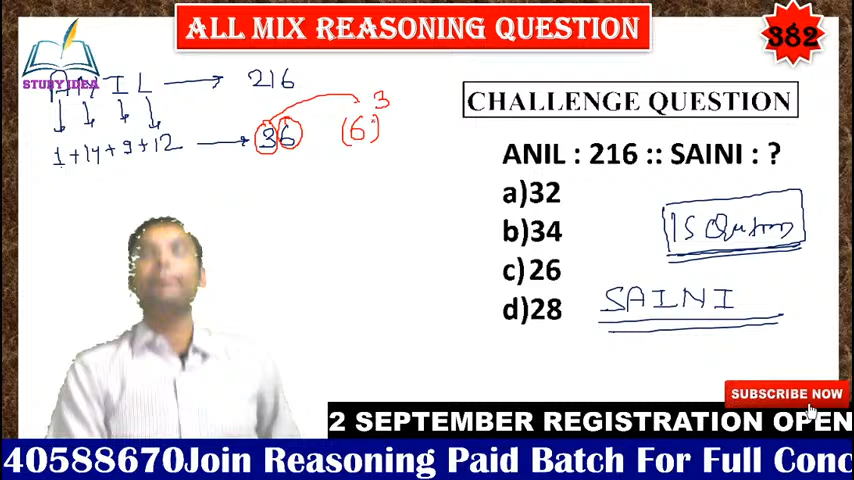 ALL MIX REASONING QUESTION
382
STUDY IDEA
A N I L → 216
1 + 14 + 9 + 12 → 36 (6)3
CHALLENGE QUESTION
ANIL : 216 :: SAINI : ?
a)32
b)34
c)26
d)28
15 Question
SAINI
SUBSCRIBE NOW
2 SEPTEMBER REGISTRATION OPEN
40588670Join Reasoning Paid Batch For Full Conc